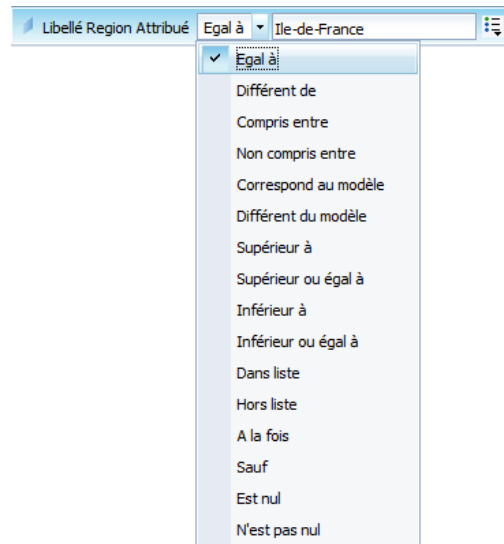 Libellé Region Attribué Egal à Ile-de-France
Egal à
Différent de
Compris entre
Non compris entre
Correspond au modèle
Différent du modèle
Supérieur à
Supérieur ou égal à
Inférieur à
Inférieur ou égal à
Dans liste
Hors liste
A la fois
Sauf
Est nul
N'est pas nul